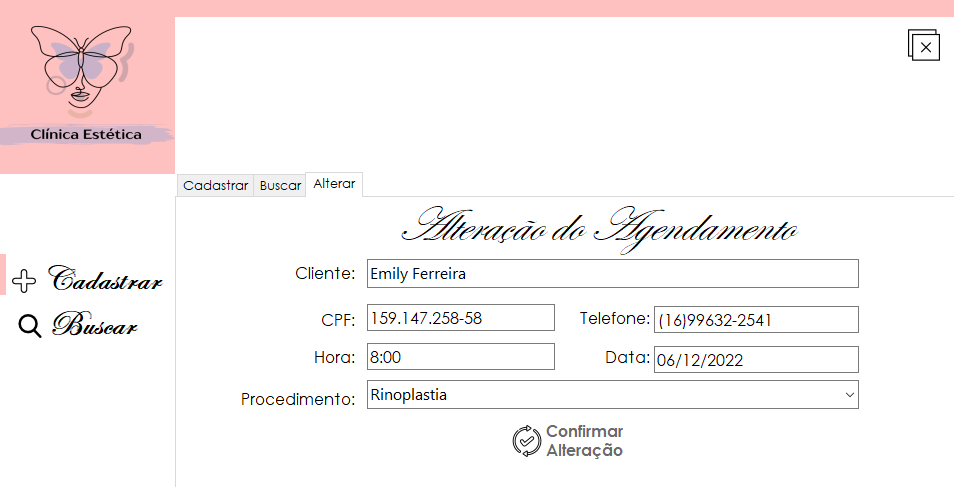 Clínica Estética
Cadastrar Buscar Alterar
Alteração do Agendamento
Cadastrar
Buscar
Cliente: Emily Ferreira
CPF: 159.147.258-58 Telefone: (16)99632-2541
Hora: 8:00 Data: 06/12/2022
Procedimento: Rinoplastia
Confirmar
Alteração